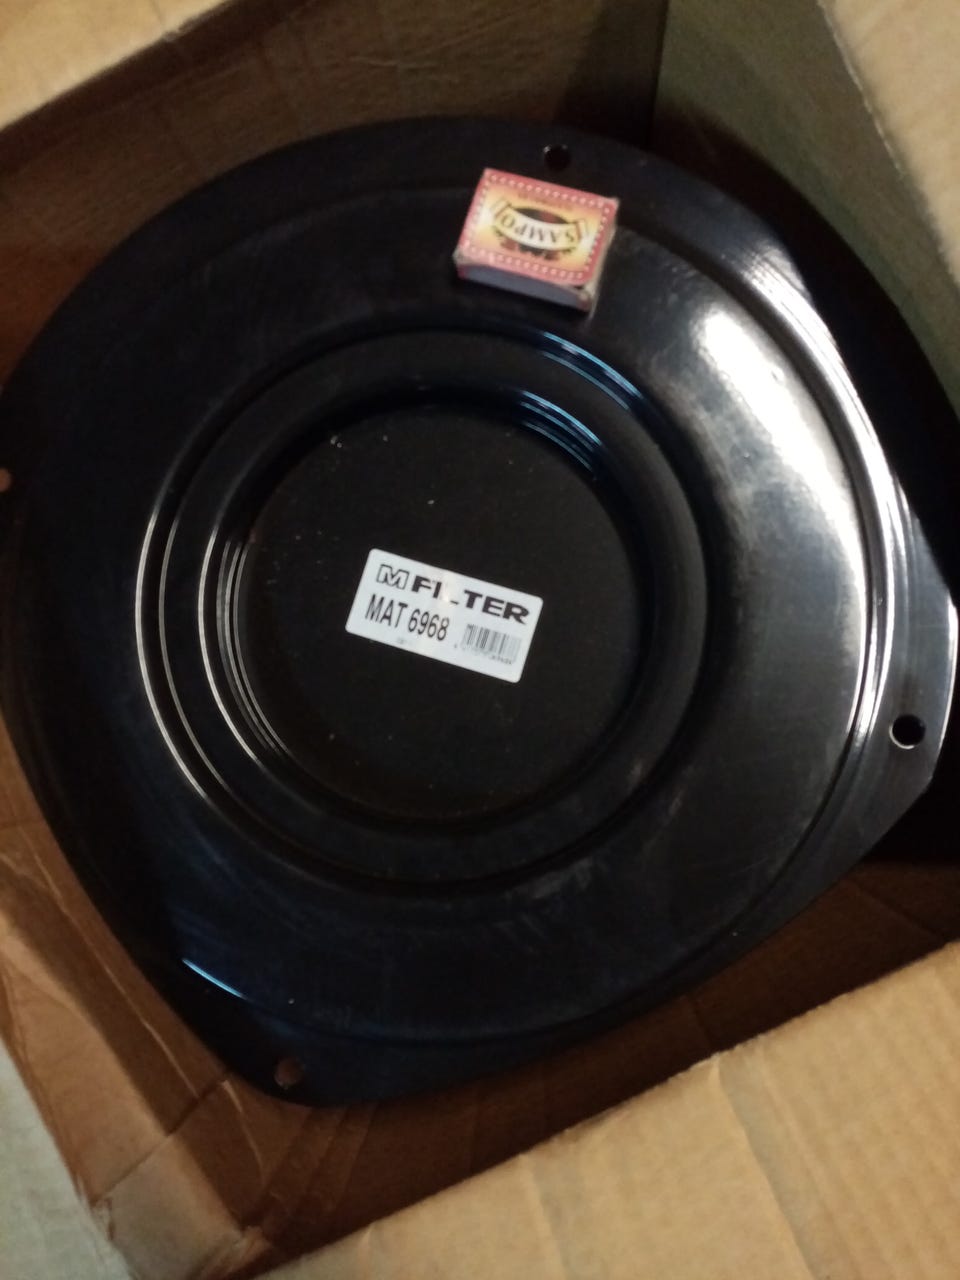 SAMPO
M FILTER
MAT 6968